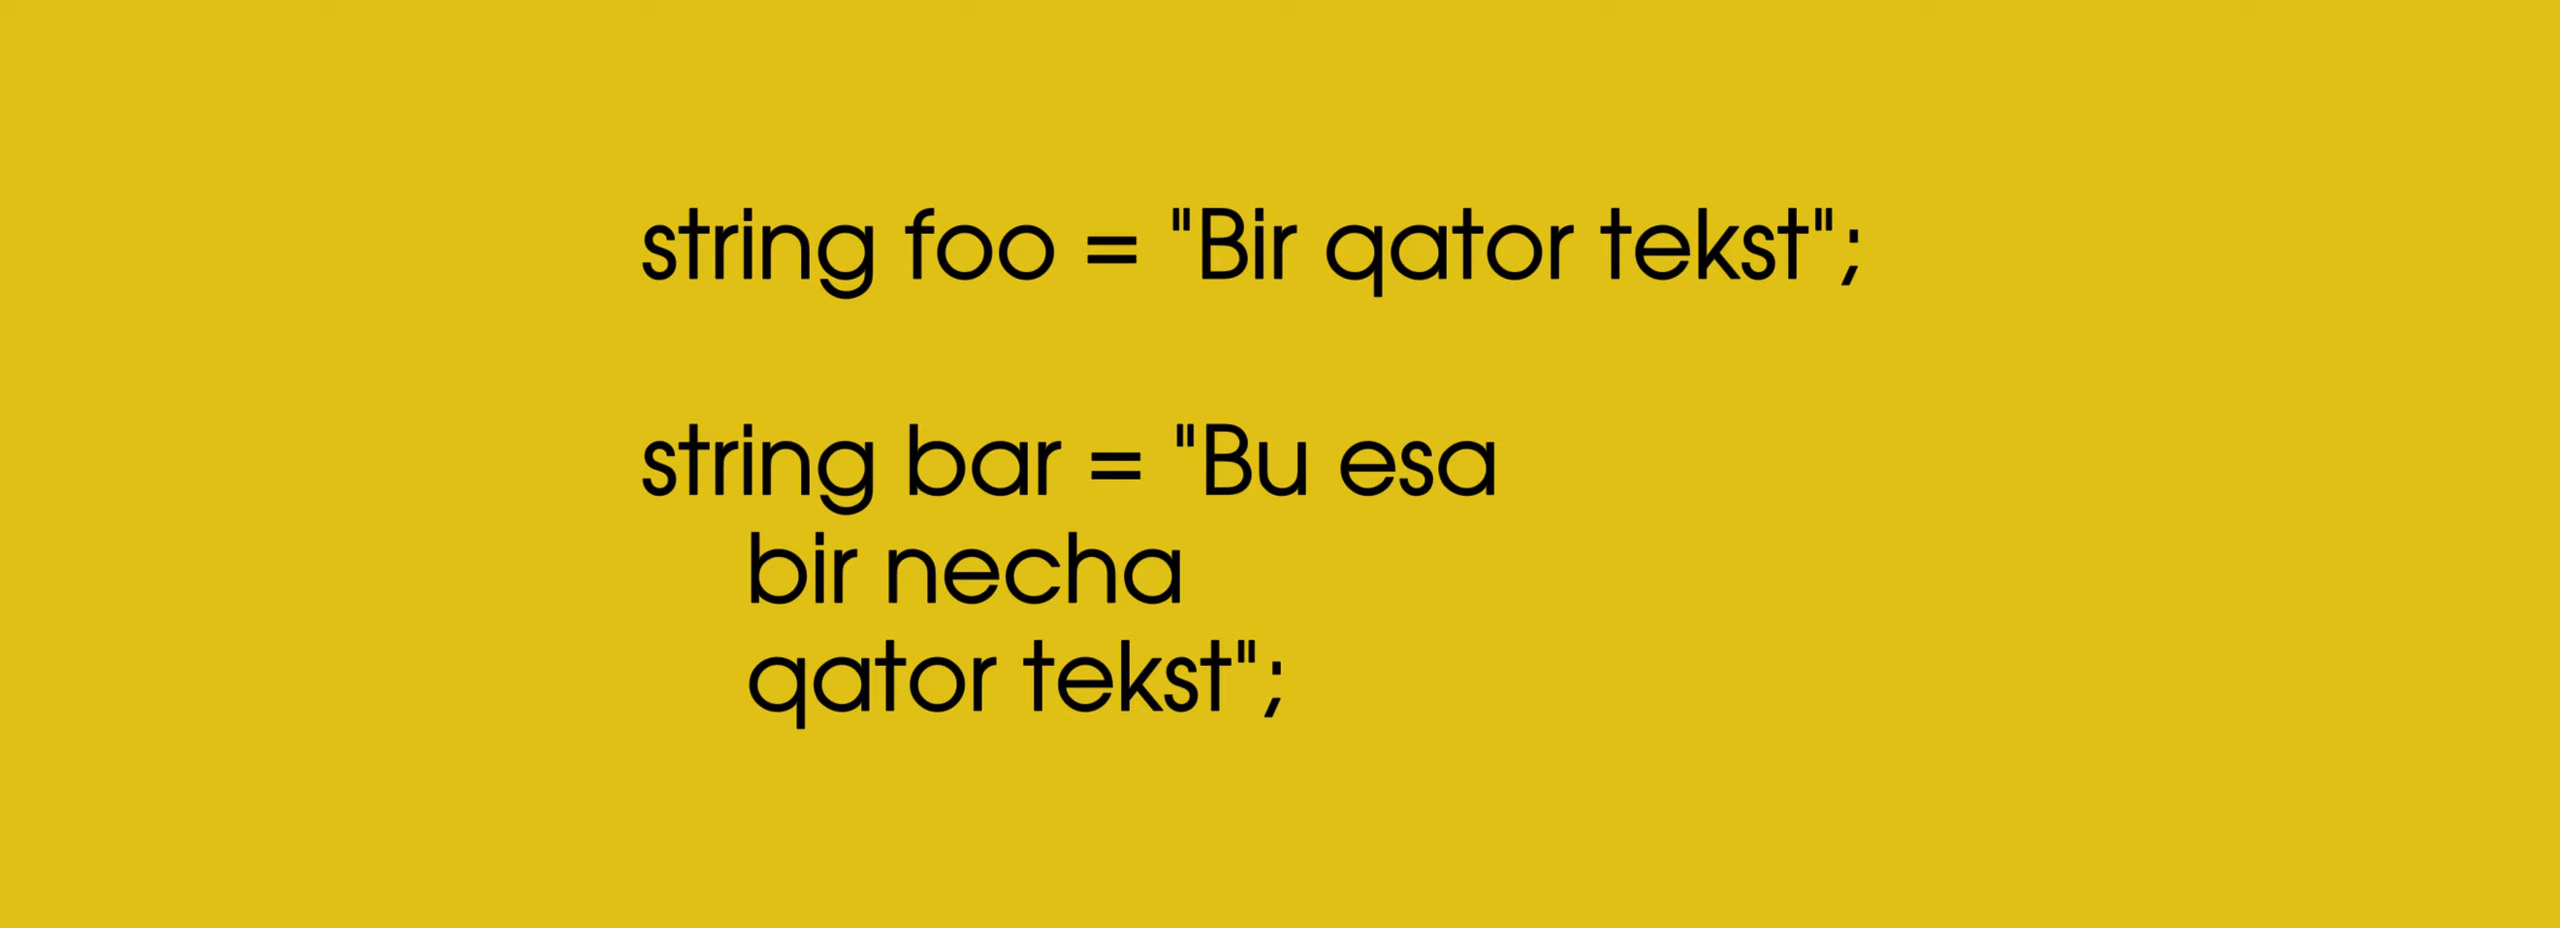 string foo = "Bir qator tekst";
string bar = "Bu esa
bir necha
qator tekst";